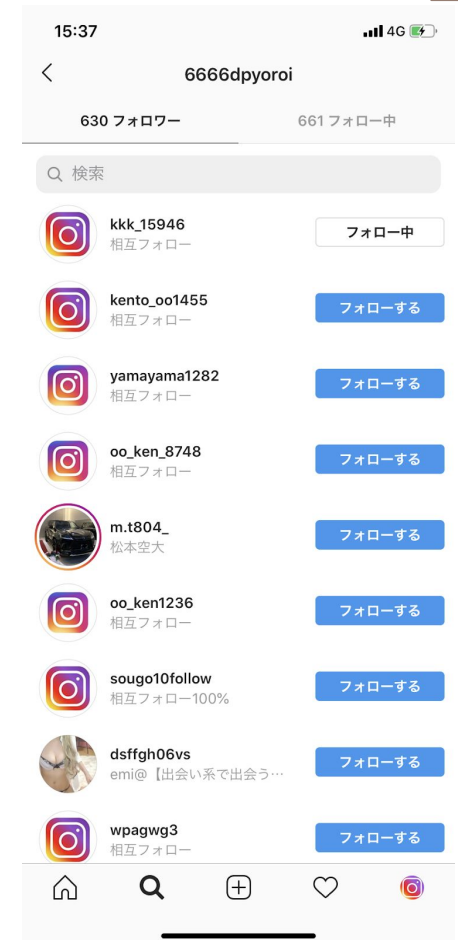 15:37
4G
6666dpyoroi
630 フォロワー
661 フォロー中
検索
kkk_15946
相互フォロー
フォロー中
kento_oo1455
相互フォロー
フォローする
yamayama1282
相互フォロー
フォローする
oo_ken_8748
相互フォロー
フォローする
m.t804_
松本空大
フォローする
oo_ken1236
相互フォロー
フォローする
sougo10follow
相互フォロー100%
フォローする
dsffgh06vs
emi@【出会い系で出会う…
フォローする
wpagwg3
相互フォロー
フォローする